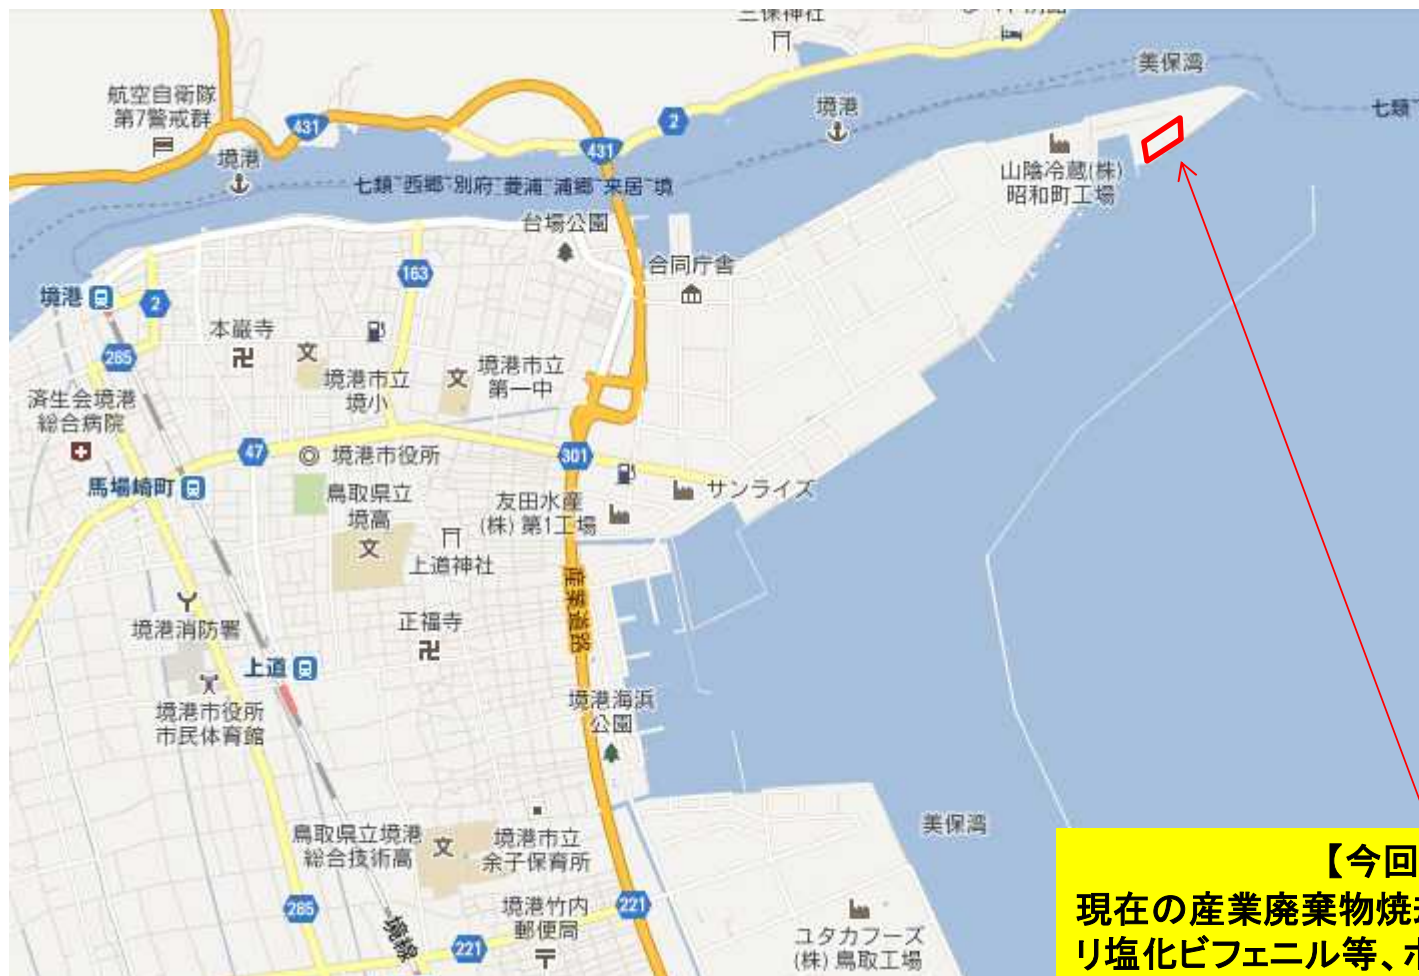 三保神社
美保湾
航空自衛隊
第7警戒群
431
2
境港
七類
境港
431
山陰冷蔵(株)
昭和町工場
七類 西郷 別府 菱浦 浦郷 来居 境
台場公園
163
合同庁舎
境港
2
本巌寺
文
285
境港市立
境小
文
境港市立
第一中
済生会境港
総合病院
47
境港市役所
301
馬場崎町
鳥取県立
境高
文
友田水産
(株) 第1工場
サンライズ
上道神社
産業道路
境港消防署
正福寺
上道
境港市役所
市民体育館
境港海浜
公園
鳥取県立境港
総合技術高
文
境港市立
余子保育所
美保湾
285
境線
221
境港竹内
郵便局
221
ユタカフーズ
(株) 鳥取工場
【今回
現在の産業廃棄物焼
リ塩化ビフェニル等、